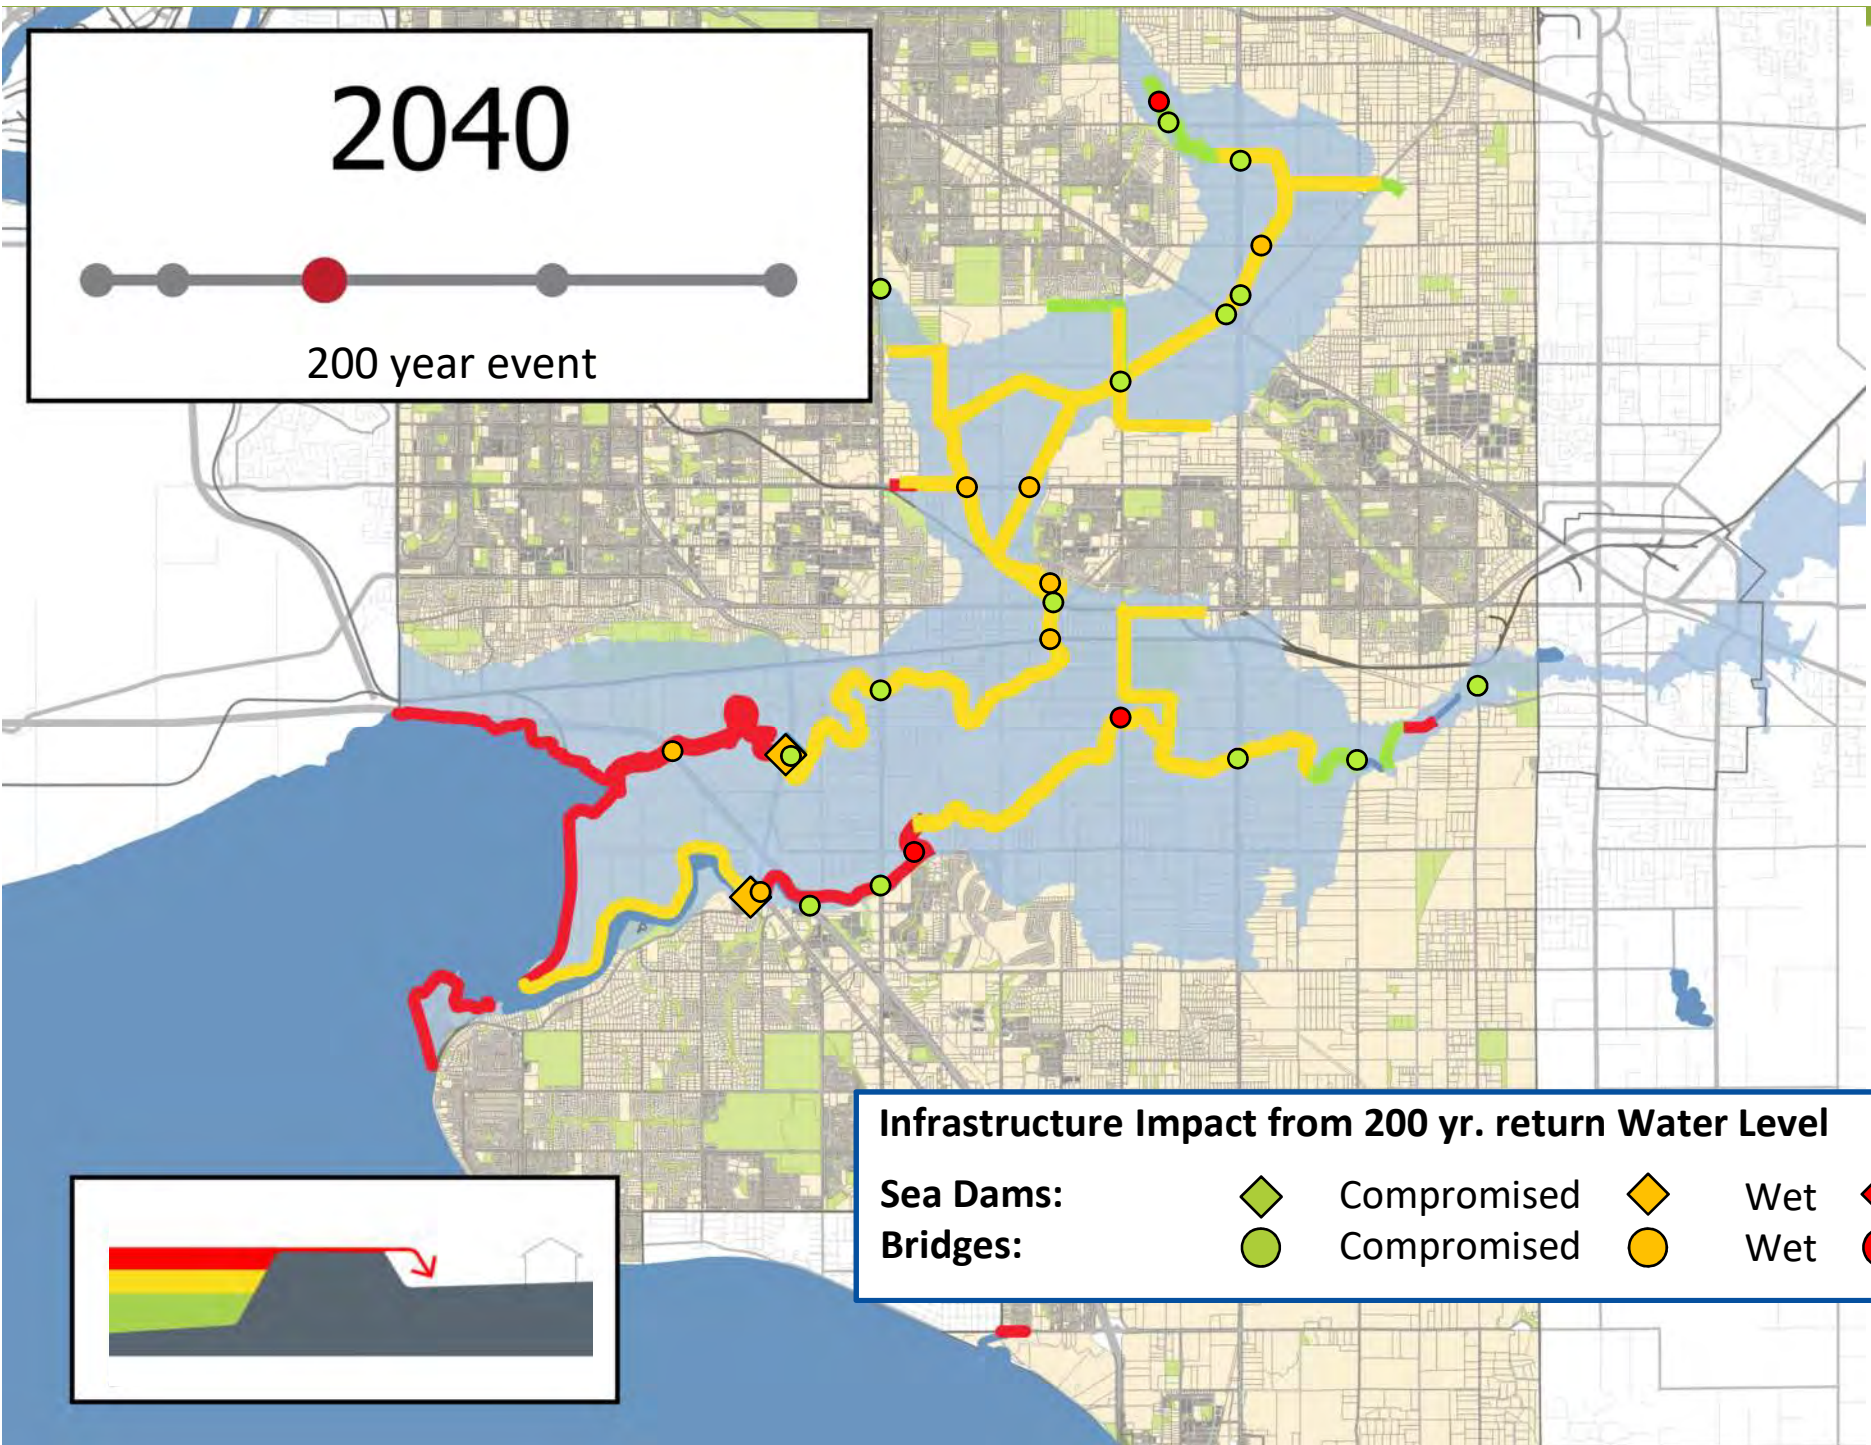 2040
200 year event
Infrastructure Impact from 200 yr. return Water Level
Sea Dams: Compromised Wet
Bridges: Compromised Wet